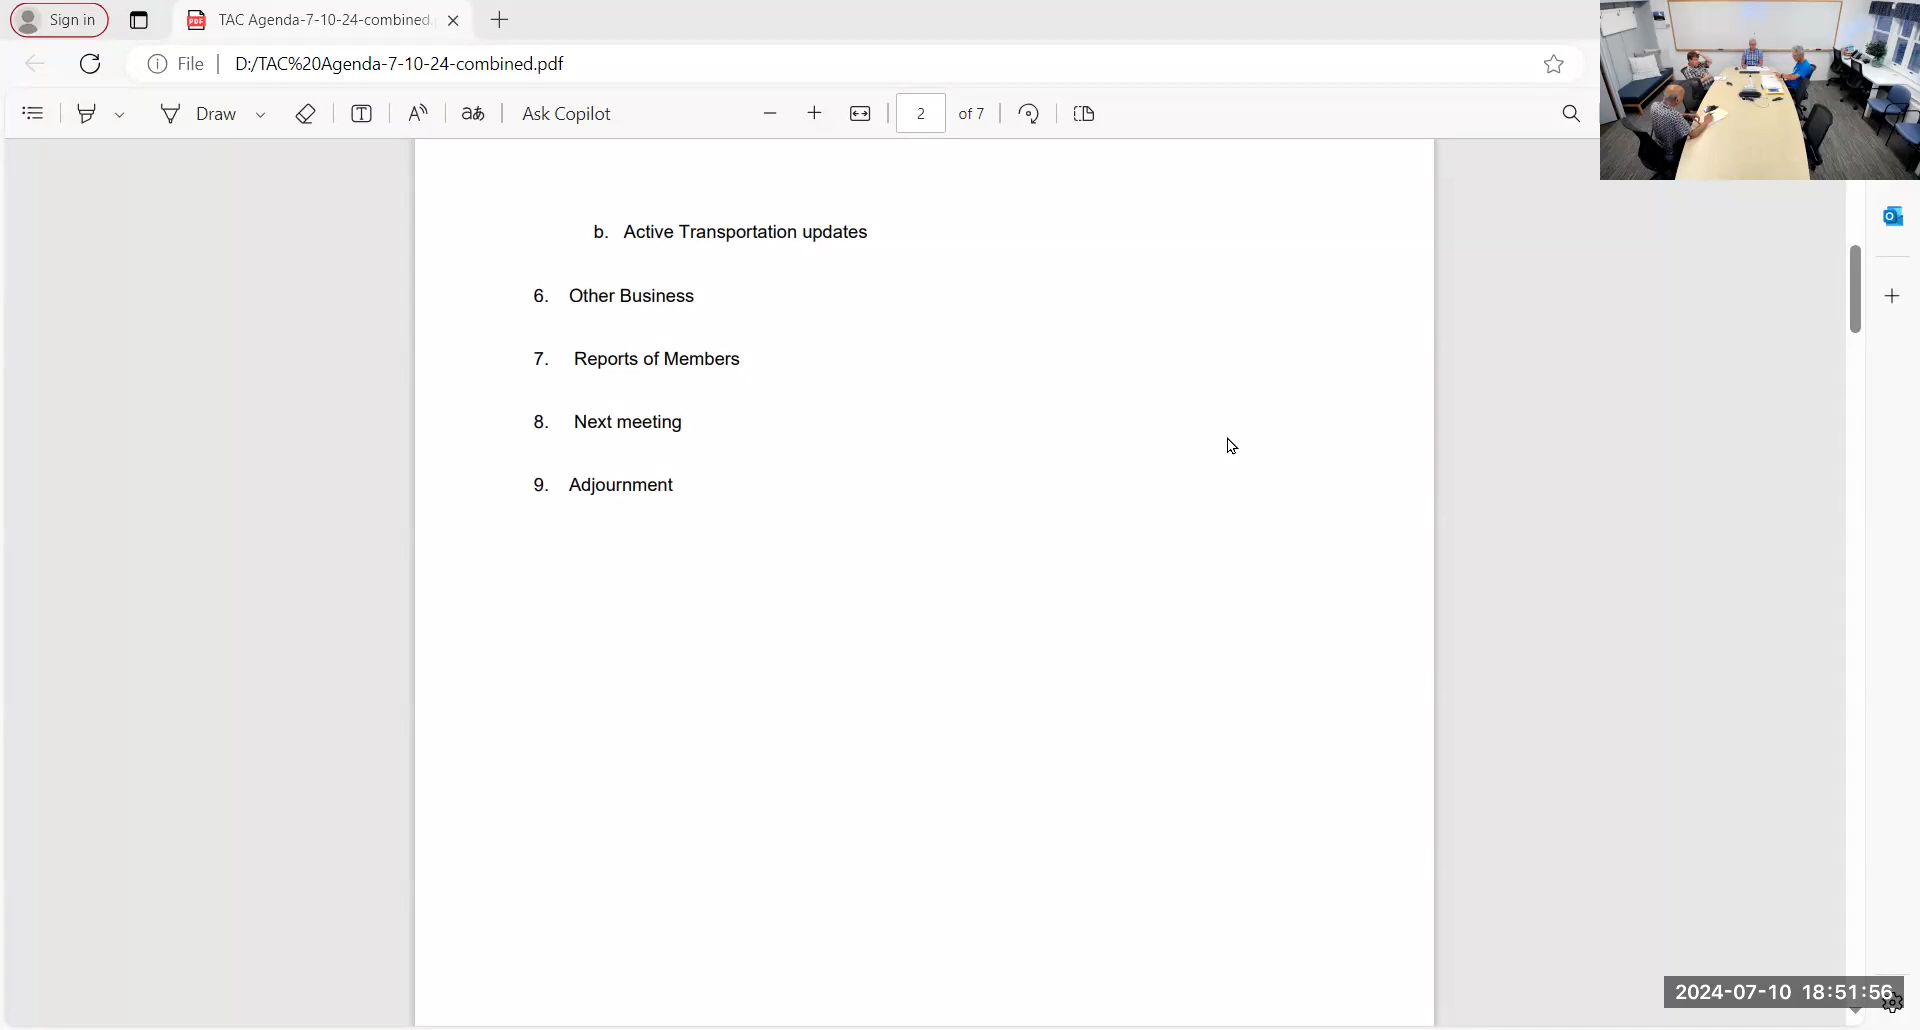 Sign in
TAC Agenda-7-10-24-combined.
File
D:/TAC%20Agenda-7-10-24-combined.pdf
Draw
Ask Copilot
2
of 7
b. Active Transportation updates
6. Other Business
7. Reports of Members
8. Next meeting
9. Adjournment
2024-07-10 18:51:56